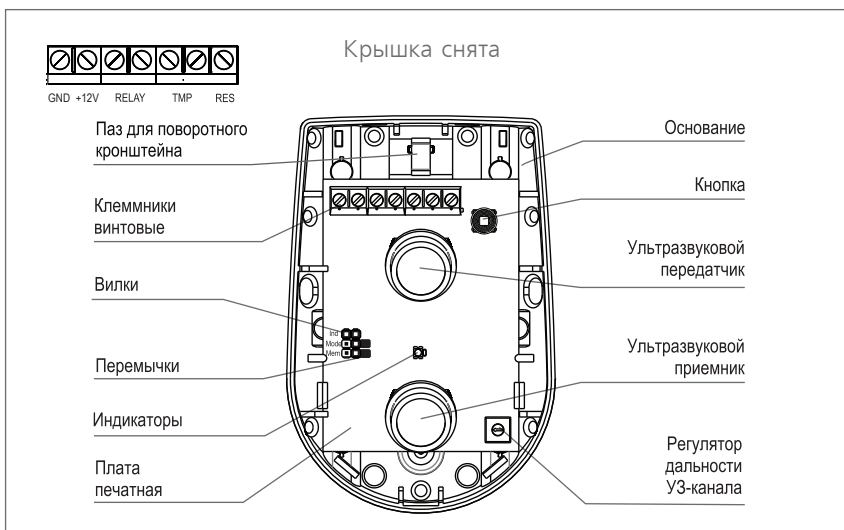 Крышка снята
GND +12V RELAY TMP RES
Паз для поворотного
кронштейна
Клеммники
винтовые
Вилки
Перемычки
Индикаторы
Плата
печатная
Ind
Mode
Mem
Основание
Кнопка
Ультразвуковой
передатчик
Ультразвуковой
приемник
Регулятор
дальности
УЗ-канала